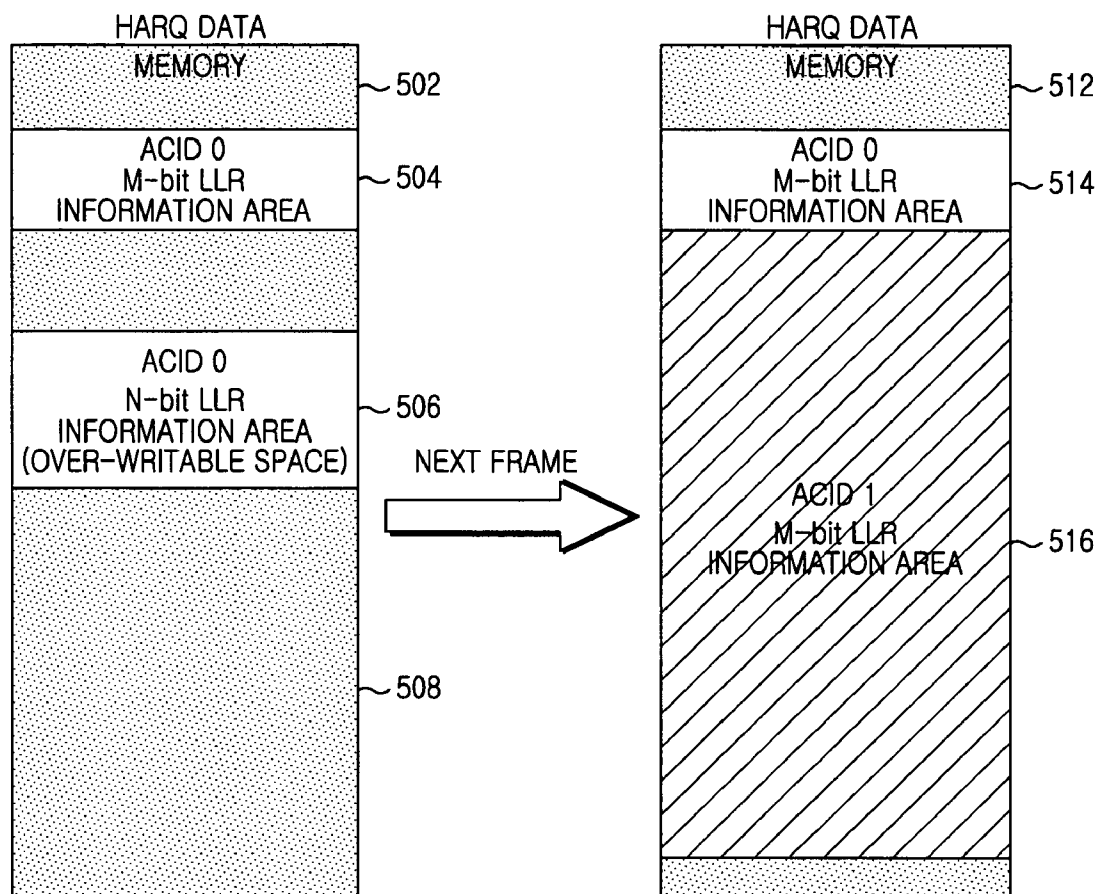 HARQ DATA
MEMORY
502
ACID 0
M-bit LLR
INFORMATION AREA
504
ACID 0
N-bit LLR
INFORMATION AREA
(OVER-WRITABLE SPACE)
506
508
NEXT FRAME
HARQ DATA
MEMORY
512
ACID 0
M-bit LLR
INFORMATION AREA
514
ACID 1
M-bit LLR
INFORMATION AREA
516